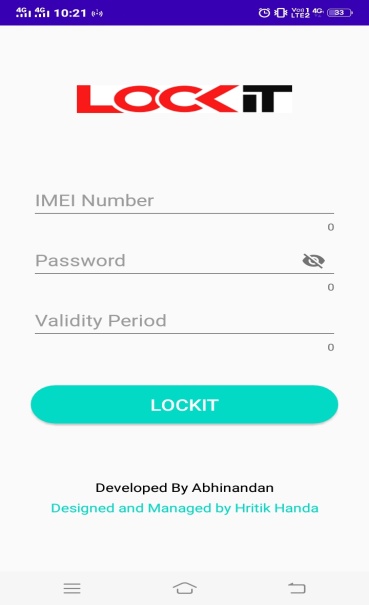 4G 4G 10:21 Vo) 1 LTE2 4G 33
LOCKiT
IMEI Number
0
Password
0
Validity Period
0
LOCKIT
Developed By Abhinandan
Designed and Managed by Hritik Handa